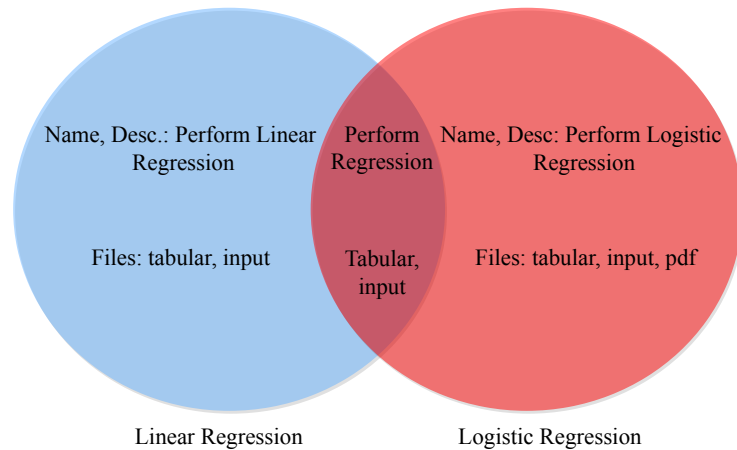 Name, Desc.: Perform Linear
Regression
Perform
Regression
Name, Desc: Perform Logistic
Regression
Files: tabular, input
Tabular,
input
Files: tabular, input, pdf
Linear Regression
Logistic Regression